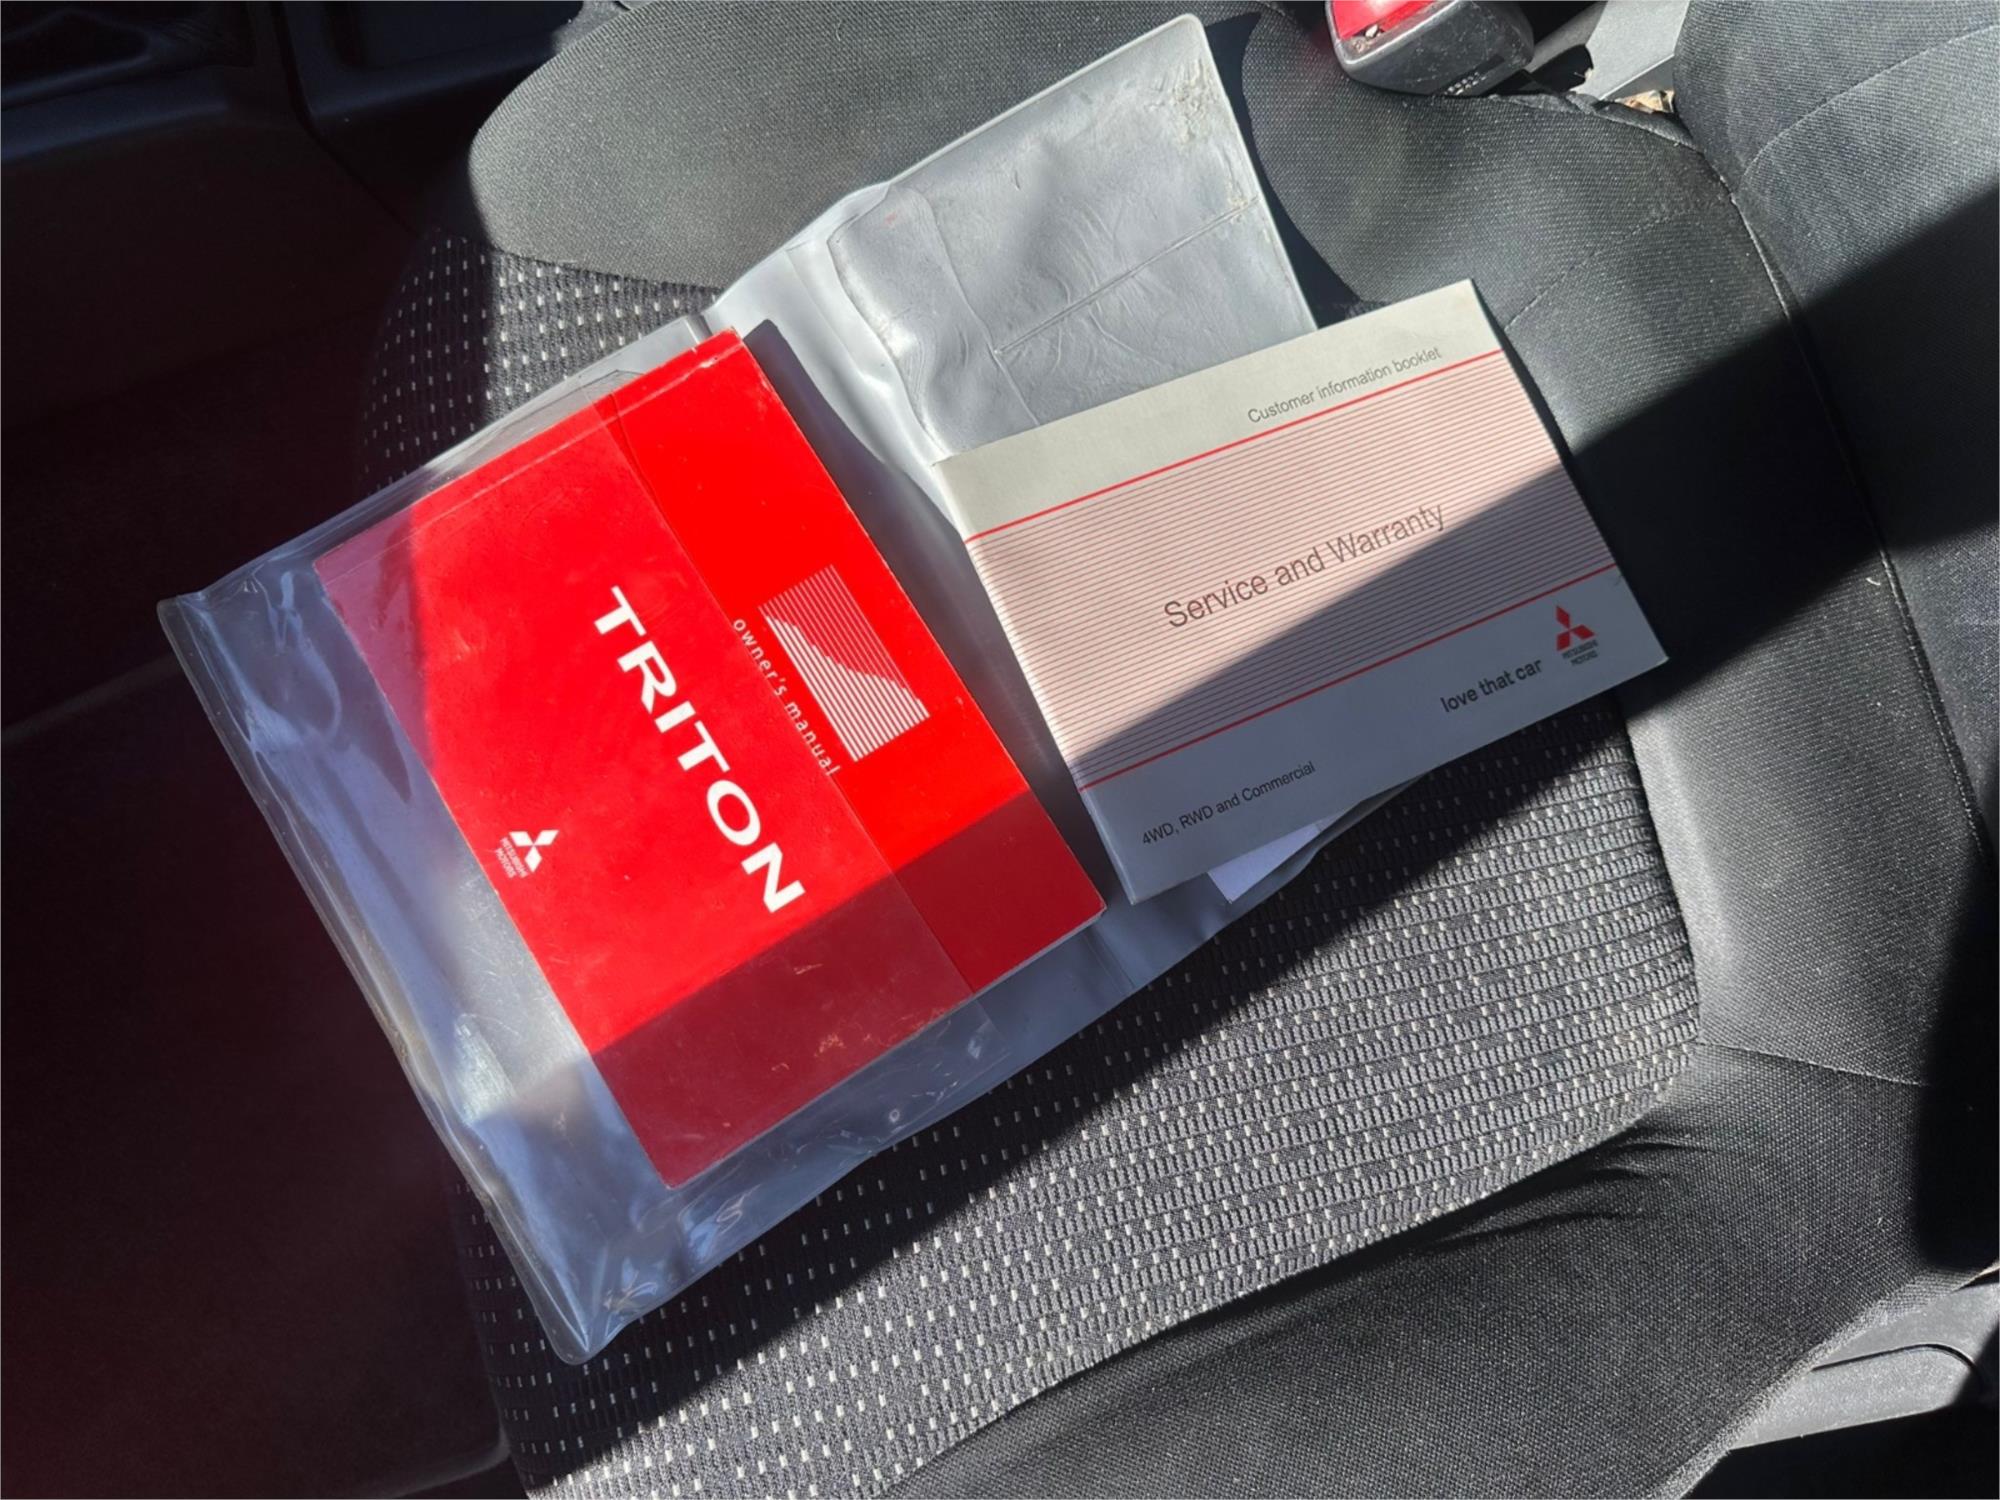 TRITON
owner's manual
MITSUBISHI
MOTORS
Customer information booklet
Service and Warranty
love that car
MITSUBISHI
MOTORS
4WD, RWD and Commercial